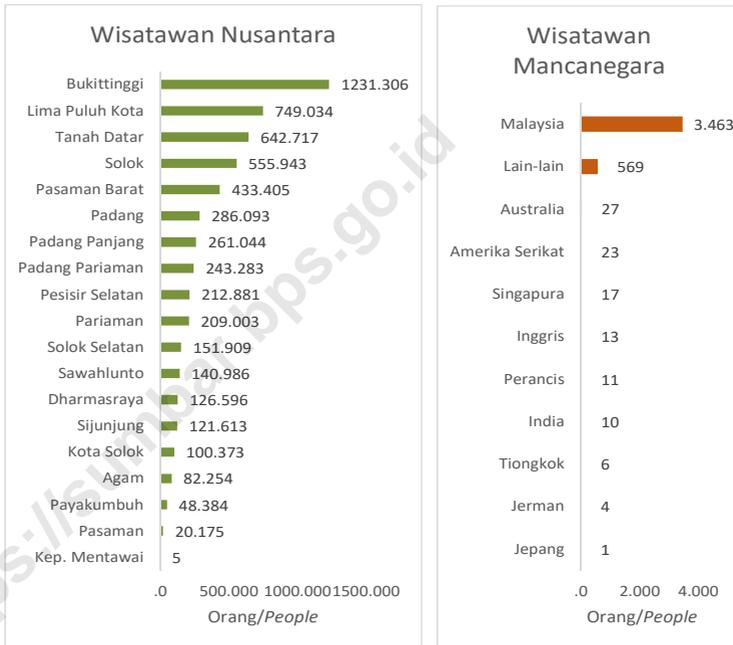 Wisatawan Nusantara
Bukittinggi 1231.306
Lima Puluh Kota 749.034
Tanah Datar 642.717
Solok 555.943
Pasaman Barat 433.405
Padang 286.093
Padang Panjang 261.044
Padang Pariaman 243.283
Pesisir Selatan 212.881
Pariaman 209.003
Solok Selatan 151.909
Sawahlunto 140.986
Dharmasraya 126.596
Sijunjung 121.613
Kota Solok 100.373
Agam 82.254
Payakumbuh 48.384
Pasaman 20.175
Kep. Mentawai 5
.0 500.000 1000.000 1500.000
Orang/People
Wisatawan
Mancanegara
Malaysia 3.463
Lain-lain 569
Australia 27
Amerika Serikat 23
Singapura 17
Inggris 13
Perancis 11
India 10
Tiongkok 6
Jerman 4
Jepang 1
.0 2.000 4.000
Orang/People
ps://sumbar.bps.go.id